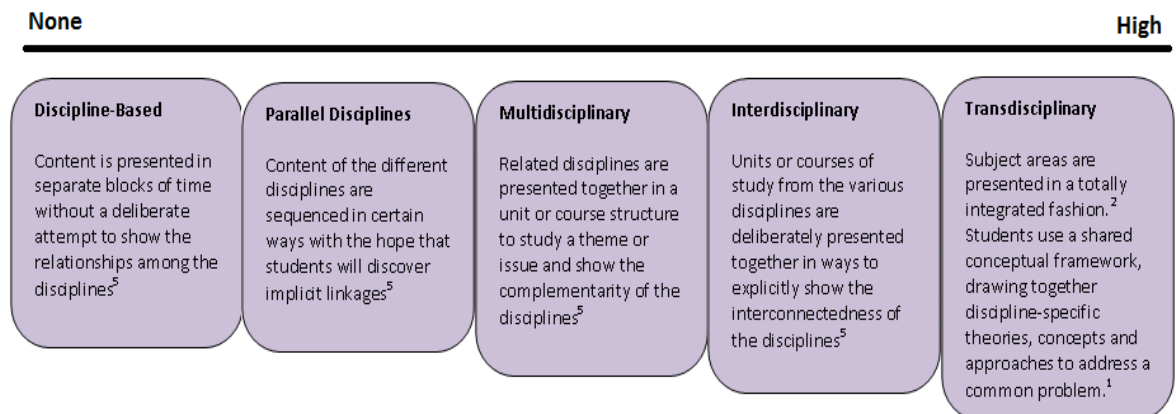 None
High
Discipline-Based
Content is presented in
separate blocks of time
without a deliberate
attempt to show the
relationships among the
disciplines⁵
Parallel Disciplines
Content of the different
disciplines are
sequenced in certain
ways with the hope that
students will discover
implicit linkages⁵
Multidisciplinary
Related disciplines are
presented together in a
unit or course structure
to study a theme or
issue and show the
complementarity of the
disciplines⁵
Interdisciplinary
Units or courses of
study from the various
disciplines are
deliberately presented
together in ways to
explicitly show the
interconnectedness of
the disciplines⁵
Transdisciplinary
Subject areas are
presented in a totally
integrated fashion.²
Students use a shared
conceptual framework,
drawing together
discipline-specific
theories, concepts and
approaches to address a
common problem.¹